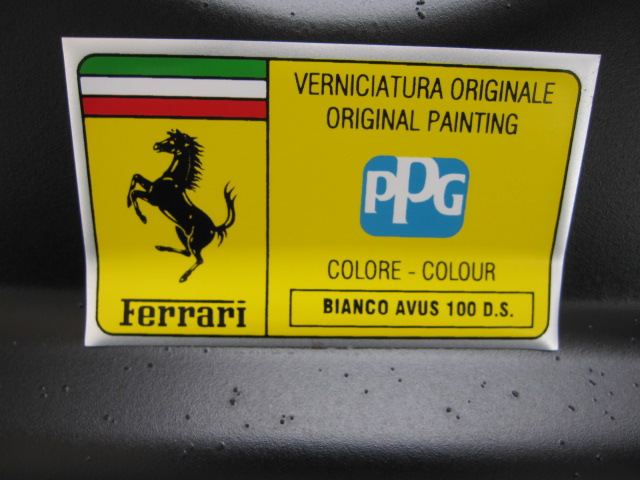 VERNICIATURA ORIGINALE
ORIGINAL PAINTING
PPG
COLORE - COLOUR
BIANCO AVUS 100 D.S.
Ferrari